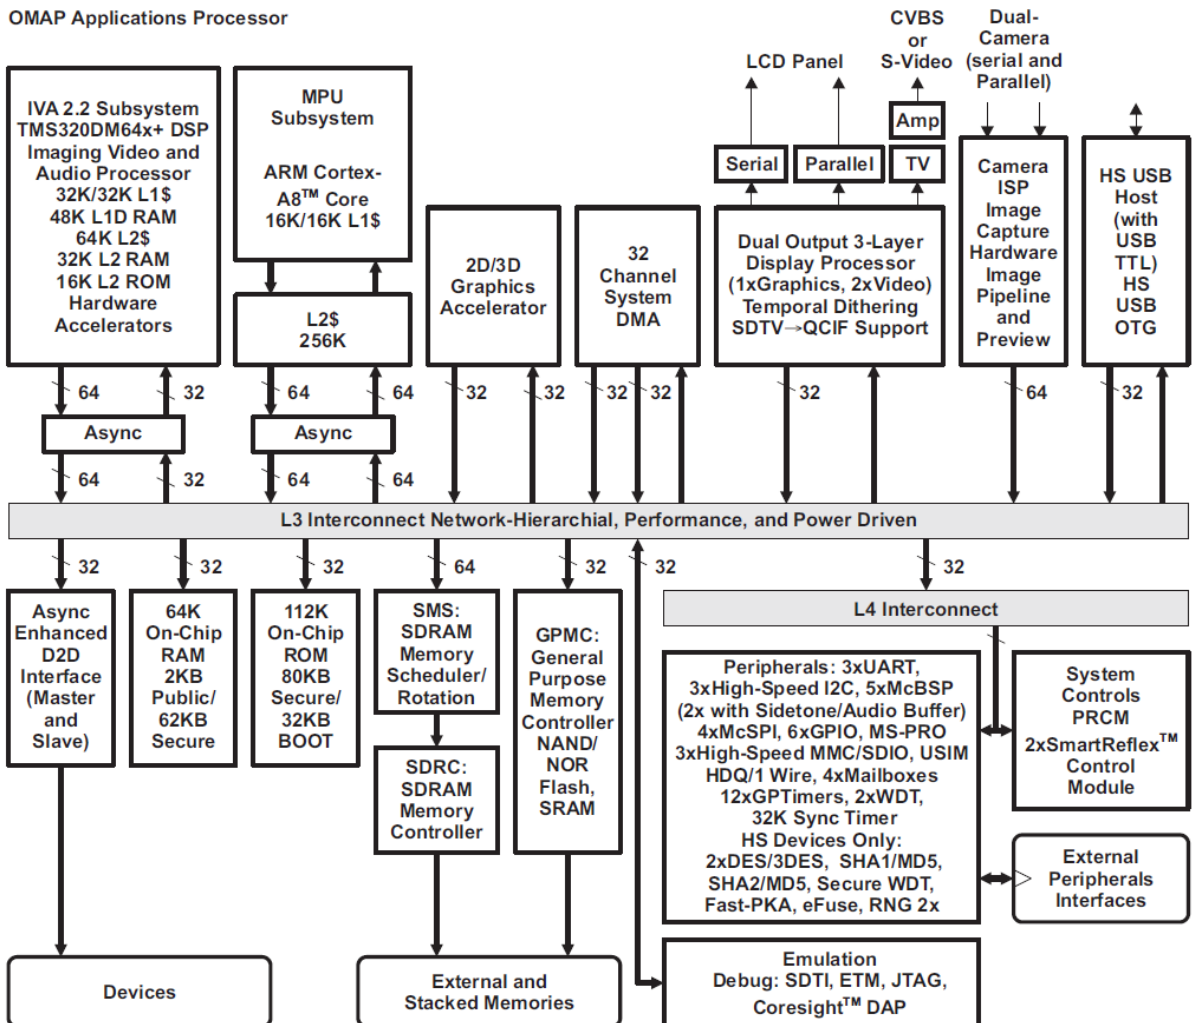 OMAP Applications Processor
IVA 2.2 Subsystem
TMS320DM64x+ DSP
Imaging Video and
Audio Processor
32K/32K L1$
48K L1D RAM
64K L2$
32K L2 RAM
16K L2 ROM
Hardware
Accelerators
MPU
Subsystem
ARM Cortex-
A8™ Core
16K/16K L1$
L2$
256K
2D/3D
Graphics
Accelerator
32
Channel
System
DMA
LCD Panel
CVBS
or
S-Video
Amp
Serial
Parallel
TV
Dual Output 3-Layer
Display Processor
(1xGraphics, 2xVideo)
Temporal Dithering
SDTV→QCIF Support
Dual-
Camera
(serial and
Parallel)
Camera
ISP
Image
Capture
Hardware
Image
Pipeline
and
Preview
HS USB
Host
(with
USB
TTL)
HS
USB
OTG
64
32
64
64
32
32
32
32
32
64
32
Async
Async
64
32
64
64
L3 Interconnect Network-Hierarchial, Performance, and Power Driven
32
32
32
64
32
32
32
Async
Enhanced
D2D
Interface
(Master
and
Slave)
64K
On-Chip
RAM
2KB
Public/
62KB
Secure
112K
On-Chip
ROM
80KB
Secure/
32KB
BOOT
SMS:
SDRAM
Memory
Scheduler/
Rotation
SDRC:
SDRAM
Memory
Controller
GPMC:
General
Purpose
Memory
Controller
NAND/
NOR
Flash,
SRAM
L4 Interconnect
Peripherals: 3xUART,
3xHigh-Speed I2C, 5xMcBSP
(2x with Sidetone/Audio Buffer)
4xMcSPI, 6xGPIO, MS-PRO
3xHigh-Speed MMC/SDIO, USIM
HDQ/1 Wire, 4xMailboxes
12xGPTimers, 2xWDT,
32K Sync Timer
HS Devices Only:
2xDES/3DES, SHA1/MD5,
SHA2/MD5, Secure WDT,
Fast-PKA, eFuse, RNG 2x
System
Controls
PRCM
2xSmartReflex™
Control
Module
External
Peripherals
Interfaces
Devices
External and
Stacked Memories
Emulation
Debug: SDTI, ETM, JTAG,
Coresight™ DAP